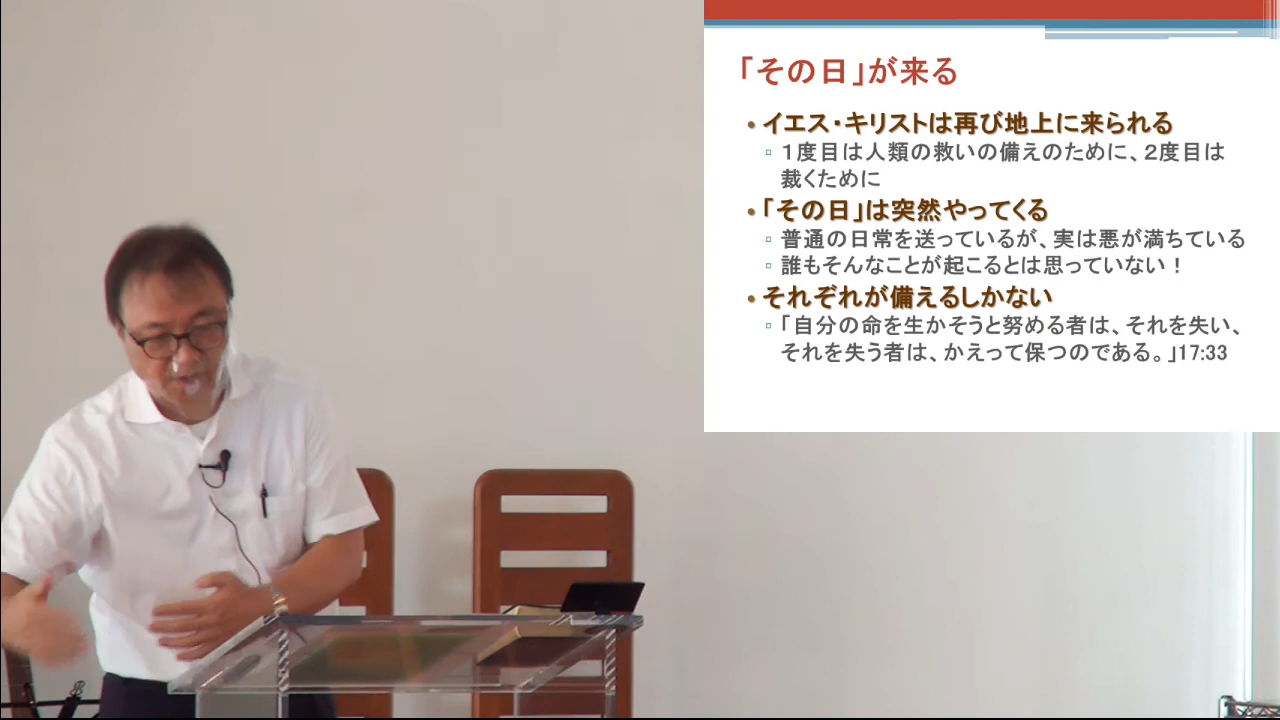 「その日」が来る
・イエス・キリストは再び地上に来られる
▫ 1度目は人類の救いの備えのために、2度目は
裁くために
・「その日」は突然やってくる
▫ 普通の日常を送っているが、実は悪が満ちている
▫ 誰もそんなことが起こるとは思っていない！
・それぞれが備えるしかない
▫ 「自分の命を生かそうと努める者は、それを失い、
それを失う者は、かえって保つのである。」17:33